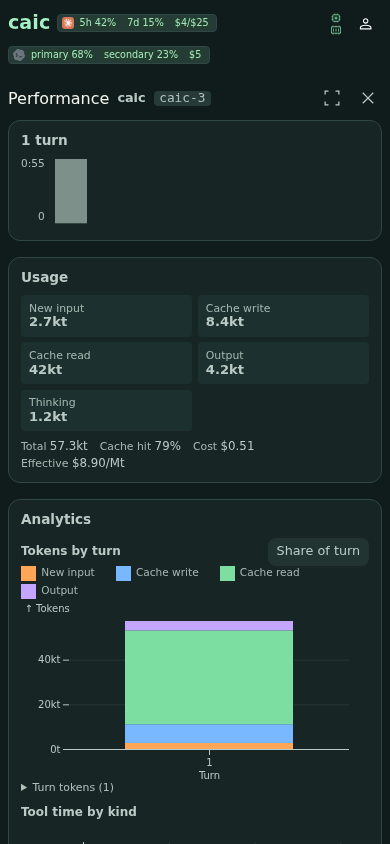 caic 5h 42% 7d 15% $4/$25
primary 68% secondary 23% $5
Performance caic caic-3
1 turn
0:55
0
Usage
New input Cache write
2.7kt 8.4kt
Cache read Output
42kt 4.2kt
Thinking
1.2kt
Total 57.3kt Cache hit 79% Cost $0.51
Effective $8.90/Mt
Analytics
Tokens by turn Share of turn
New input Cache write Cache read
Output
↑ Tokens
40kt
20kt
0t
1
Turn
▶ Turn tokens (1)
Tool time by kind